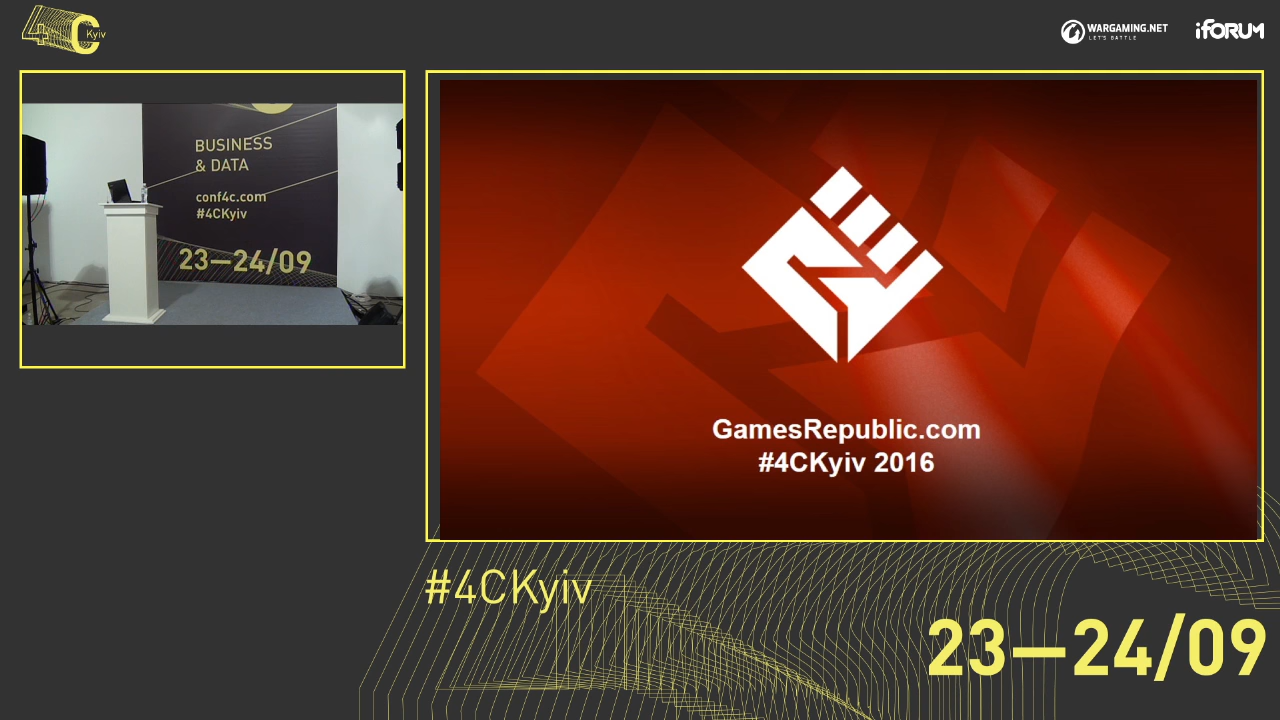 4C Kyiv
WARGAMING.NET
LET'S BATTLE
iFORUM
BUSINESS
& DATA
conf4c.com
#4CKyiv
23—24/09
GamesRepublic.com
#4CKyiv 2016
#4CKyiv
23—24/09